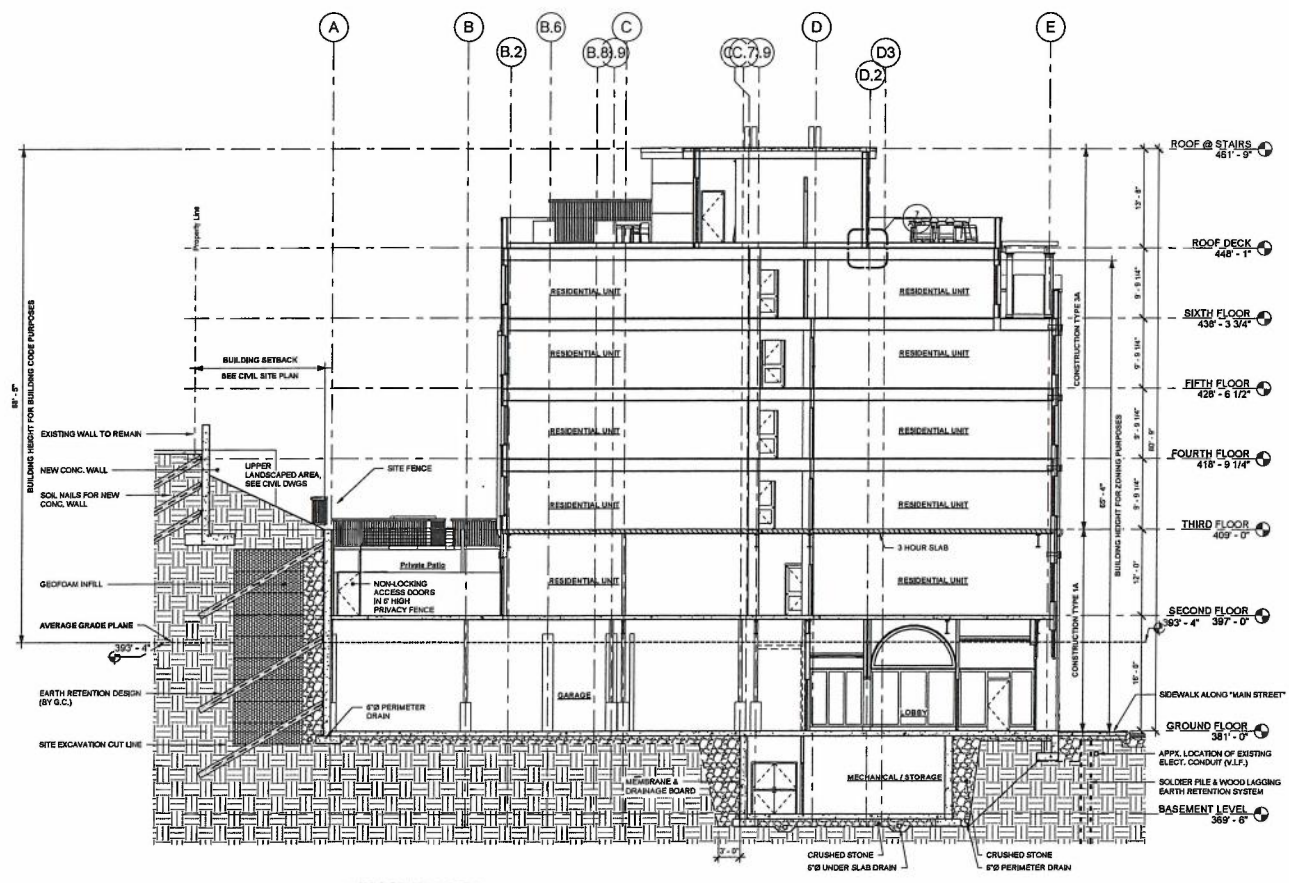 A
B
B.2
B.6
B.8
.9
C
C.7
.9
D
D.2
D3
E
ROOF @ STAIRS
461' - 9"
13' - 8"
Property Line
7
ROOF DECK
448' - 1"
9' - 9 1/4"
RESIDENTIAL UNIT
RESIDENTIAL UNIT
SIXTH FLOOR
438' - 3 3/4"
CONSTRUCTION TYPE 3A
RESIDENTIAL UNIT
RESIDENTIAL UNIT
9' - 9 1/4"
BUILDING SETBACK
SEE CIVIL SITE PLAN
FIFTH FLOOR
428' - 6 1/2"
BUILDING HEIGHT FOR BUILDING CODE PURPOSES
EXISTING WALL TO REMAIN
RESIDENTIAL UNIT
RESIDENTIAL UNIT
9' - 9 1/4"
80' - 9"
FOURTH FLOOR
418' - 9 1/4"
NEW CONC. WALL
UPPER
LANDSCAPED AREA,
SEE CIVIL DWGS
SITE FENCE
SOIL NAILS FOR NEW
CONC. WALL
RESIDENTIAL UNIT
RESIDENTIAL UNIT
65' - 4"
BUILDING HEIGHT FOR ZONING PURPOSES
9' - 9 1/4"
THIRD FLOOR
409' - 0"
3 HOUR SLAB
Private Patio
GEOFOAM INFILL
NON-LOCKING
ACCESS DOORS
IN 6' HIGH
PRIVACY FENCE
RESIDENTIAL UNIT
RESIDENTIAL UNIT
12' - 0"
CONSTRUCTION TYPE 1A
SECOND FLOOR
397' - 0"
AVERAGE GRADE PLANE
393' - 4"
393' - 4"
16' - 0"
EARTH RETENTION DESIGN
(BY G.C.)
GARAGE
6"Ø PERIMETER
DRAIN
LOBBY
SIDEWALK ALONG "MAIN STREET"
GROUND FLOOR
381' - 0"
SITE EXCAVATION CUT LINE
APPX. LOCATION OF EXISTING
ELECT. CONDUIT (V.I.F.)
MEMBRANE &
DRAINAGE BOARD
MECHANICAL / STORAGE
SOLDIER PILE & WOOD LAGGING
EARTH RETENTION SYSTEM
BASEMENT LEVEL
369' - 6"
3' - 0"
CRUSHED STONE
6"Ø UNDER SLAB DRAIN
CRUSHED STONE
6"Ø PERIMETER DRAIN